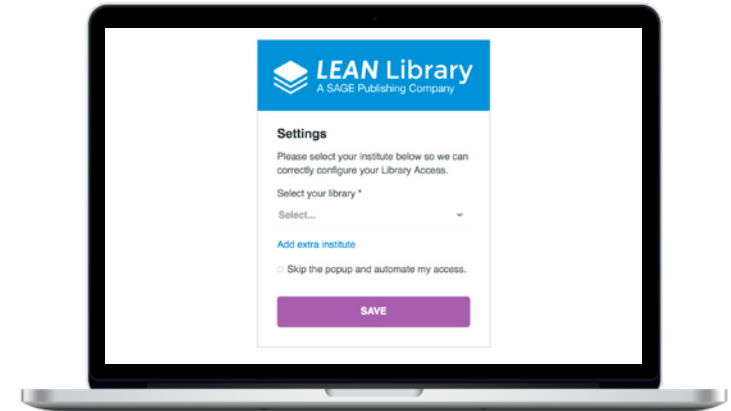 LEAN Library
A SAGE Publishing Company
Settings
Please select your institute below so we can
correctly configure your Library Access.
Select your library *
Select...
Add extra institute
Skip the popup and automate my access.
SAVE